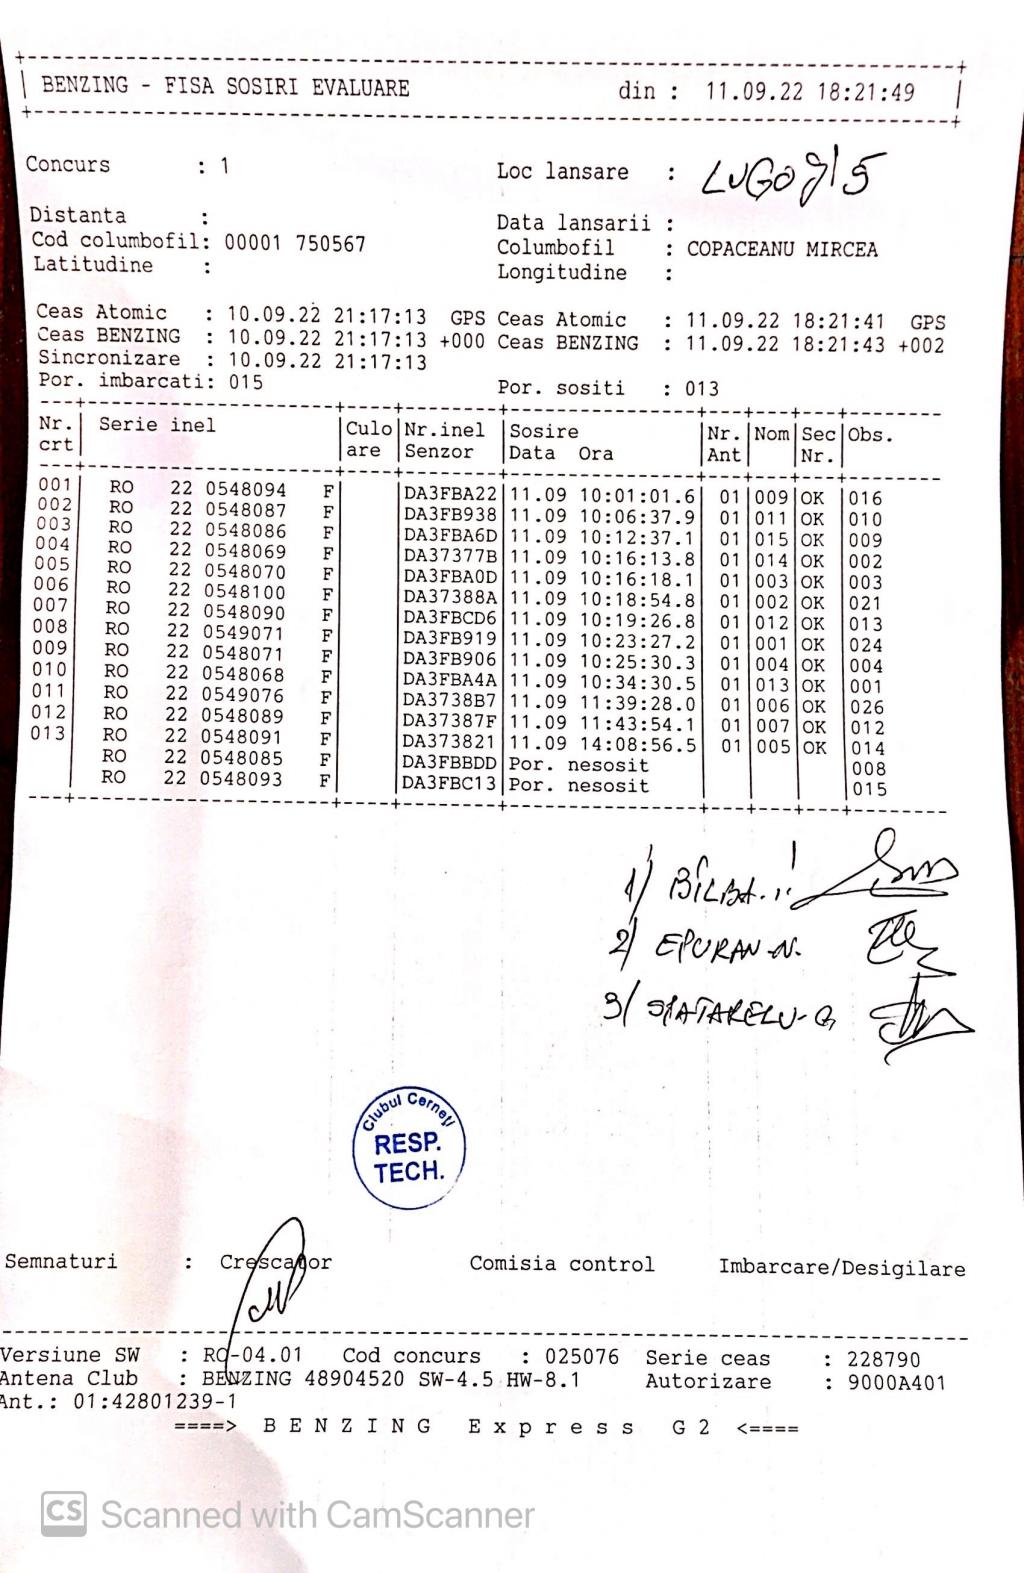 BENZING - FISA SOSIRI EVALUARE din : 11.09.22 18:21:49
Concurs : 1 Loc lansare : LUGOJ 5
Distanta : Data lansarii :
Cod columbofil: 00001 750567 Columbofil : COPACEANU MIRCEA
Latitudine : Longitudine :
Ceas Atomic : 10.09.22 21:17:13 GPS Ceas Atomic : 11.09.22 18:21:41 GPS
Ceas BENZING : 10.09.22 21:17:13 +000 Ceas BENZING : 11.09.22 18:21:43 +002
Sincronizare : 10.09.22 21:17:13
Por. imbarcati: 015 Por. sositi : 013
Nr. Serie inel Culo Nr.inel Sosire Nr. Nom Sec Obs.
crt are Senzor Data Ora Ant Nr.
001 RO 22 0548094 F DA3FBA22 11.09 10:01:01.6 01 009 OK 016
002 RO 22 0548087 F DA3FB938 11.09 10:06:37.9 01 011 OK 010
003 RO 22 0548086 F DA3FBA6D 11.09 10:12:37.1 01 015 OK 009
004 RO 22 0548069 F DA37377B 11.09 10:16:13.8 01 014 OK 002
005 RO 22 0548070 F DA3FBA0D 11.09 10:16:18.1 01 003 OK 003
006 RO 22 0548100 F DA37388A 11.09 10:18:54.8 01 002 OK 021
007 RO 22 0548090 F DA3FBCD6 11.09 10:19:26.8 01 012 OK 013
008 RO 22 0549071 F DA3FB919 11.09 10:23:27.2 01 001 OK 024
009 RO 22 0548071 F DA3FB906 11.09 10:25:30.3 01 004 OK 004
010 RO 22 0548068 F DA3FBA4A 11.09 10:34:30.5 01 013 OK 001
011 RO 22 0549076 F DA3738B7 11.09 11:39:28.0 01 006 OK 026
012 RO 22 0548089 F DA37387F 11.09 11:43:54.1 01 007 OK 012
013 RO 22 0548091 F DA373821 11.09 14:08:56.5 01 005 OK 014
RO 22 0548085 F DA3FBBDD Por. nesosit 008
RO 22 0548093 F DA3FBC13 Por. nesosit 015
1/ BÎLBA. I.
2/ EPURAN N.
3/ G
Clubul Cerneți
RESP.
TECH.
Semnaturi : Crescator Comisia control Imbarcare/Desigilare
Versiune SW : RO-04.01 Cod concurs : 025076 Serie ceas : 228790
Antena Club : BENZING 48904520 SW-4.5 HW-8.1 Autorizare : 9000A401
Ant.: 01:42801239-1
====> B E N Z I N G E x p r e s s G 2 <====
CS Scanned with CamScanner